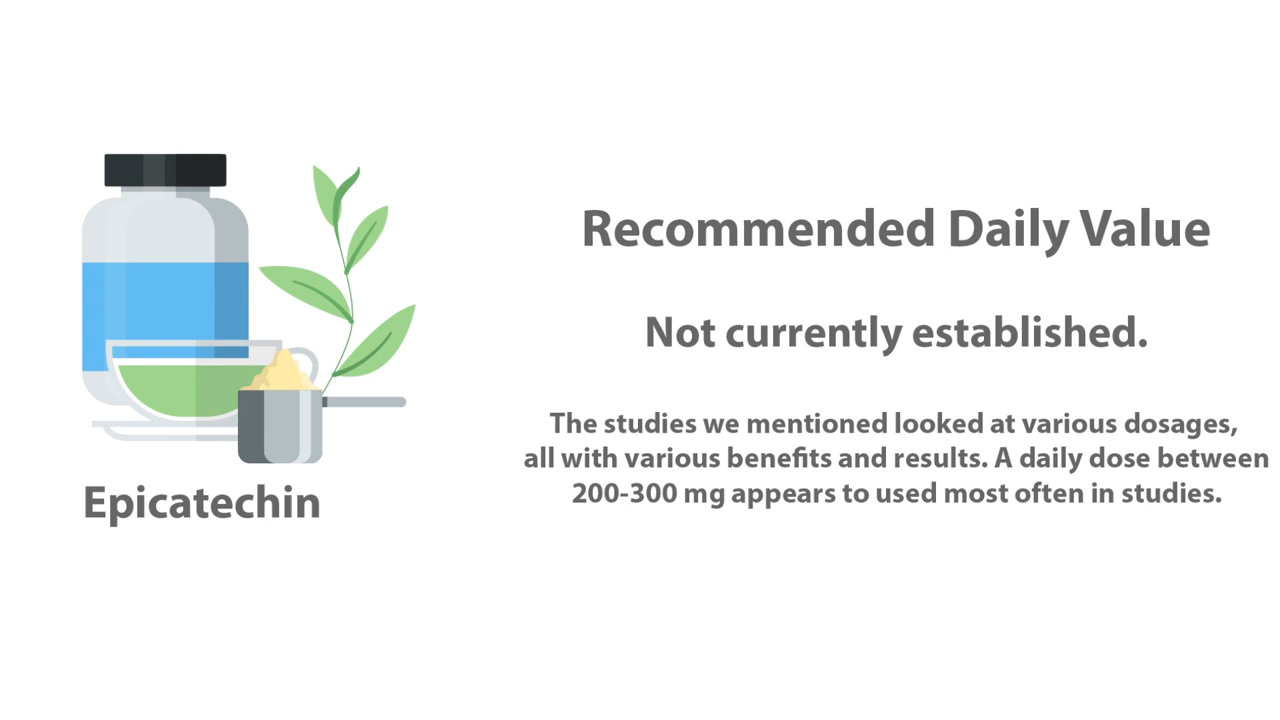 Epicatechin
Recommended Daily Value
Not currently established.
The studies we mentioned looked at various dosages,
all with various benefits and results. A daily dose between
200-300 mg appears to used most often in studies.